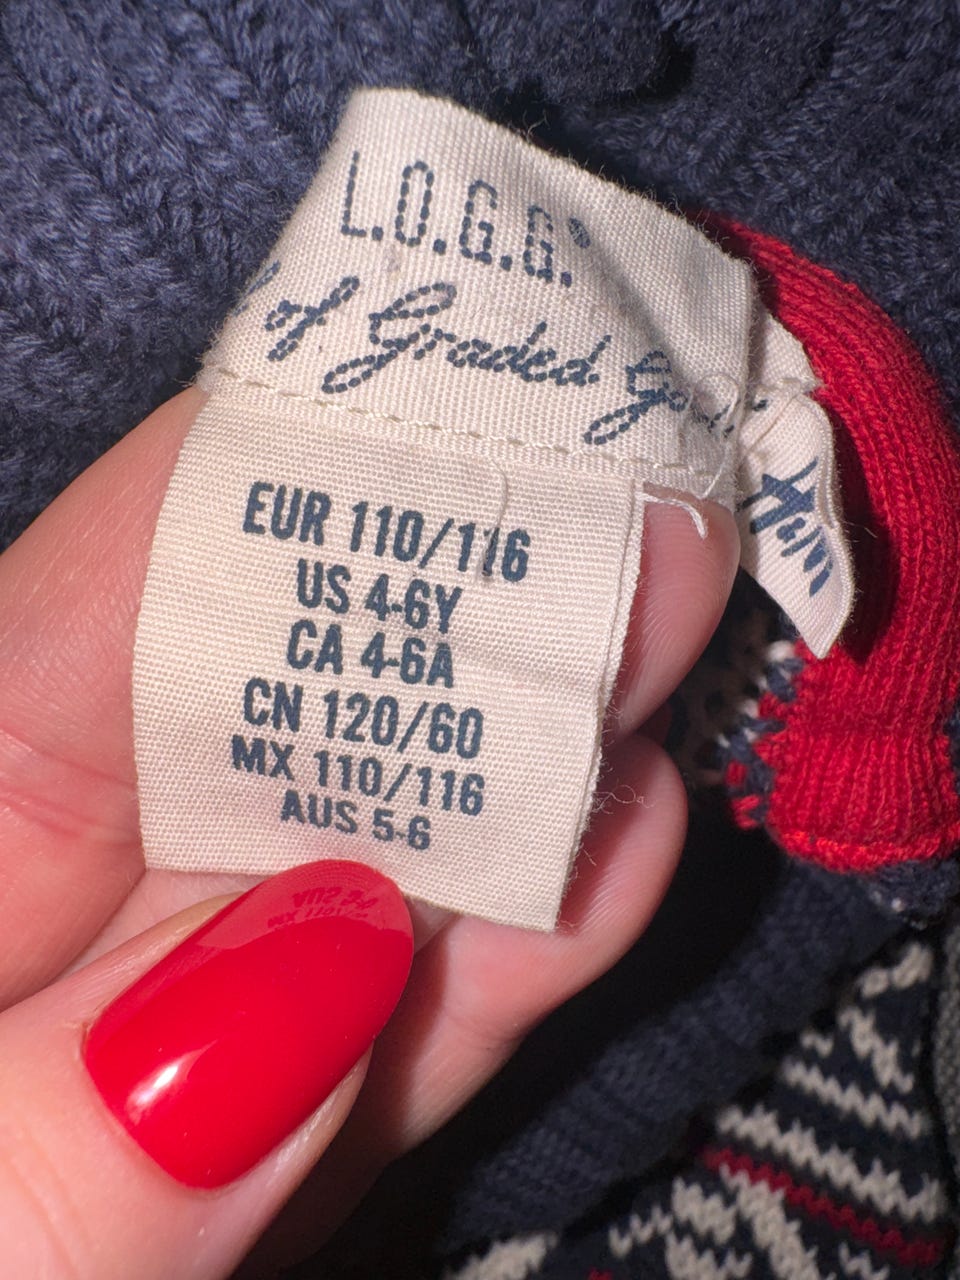 L.O.G.G.®
of Graded Goods
EUR 110/116
US 4-6Y
CA 4-6A
CN 120/60
MX 110/116
AUS 5-6
H&M